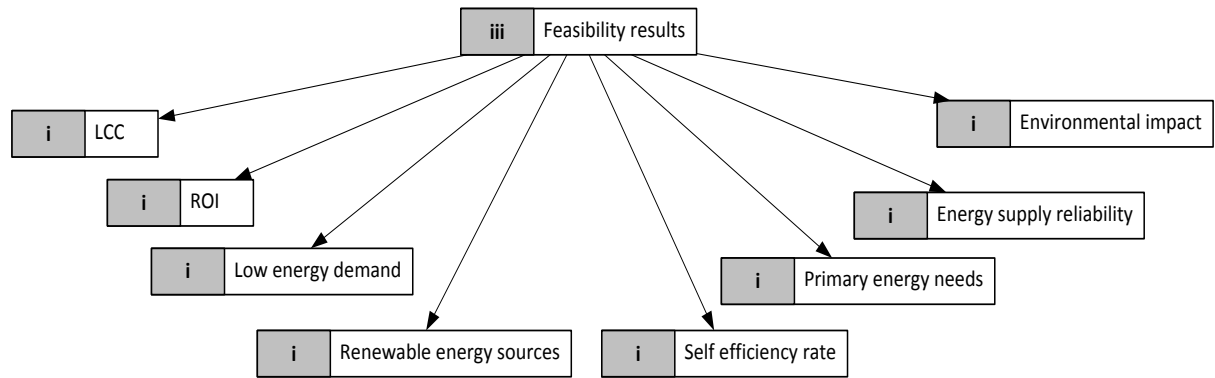 iii Feasibility results
i LCC
i Environmental impact
i ROI
i Energy supply reliability
i Low energy demand
i Primary energy needs
i Renewable energy sources
i Self efficiency rate